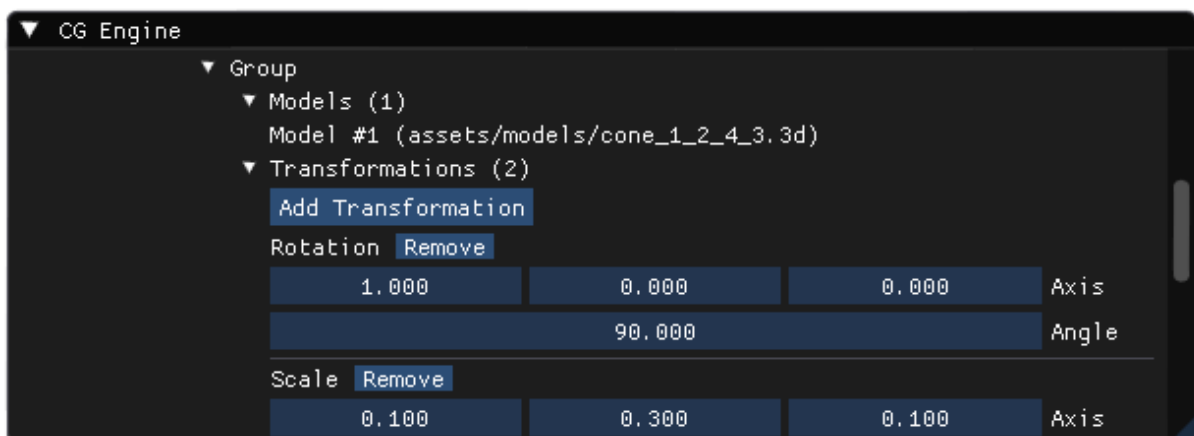 CG Engine
Group
Models (1)
Model #1 (assets/models/cone_1_2_4_3.3d)
Transformations (2)
Add Transformation
Rotation Remove
1.000 0.000 0.000 Axis
90.000 Angle
Scale Remove
0.100 0.300 0.100 Axis